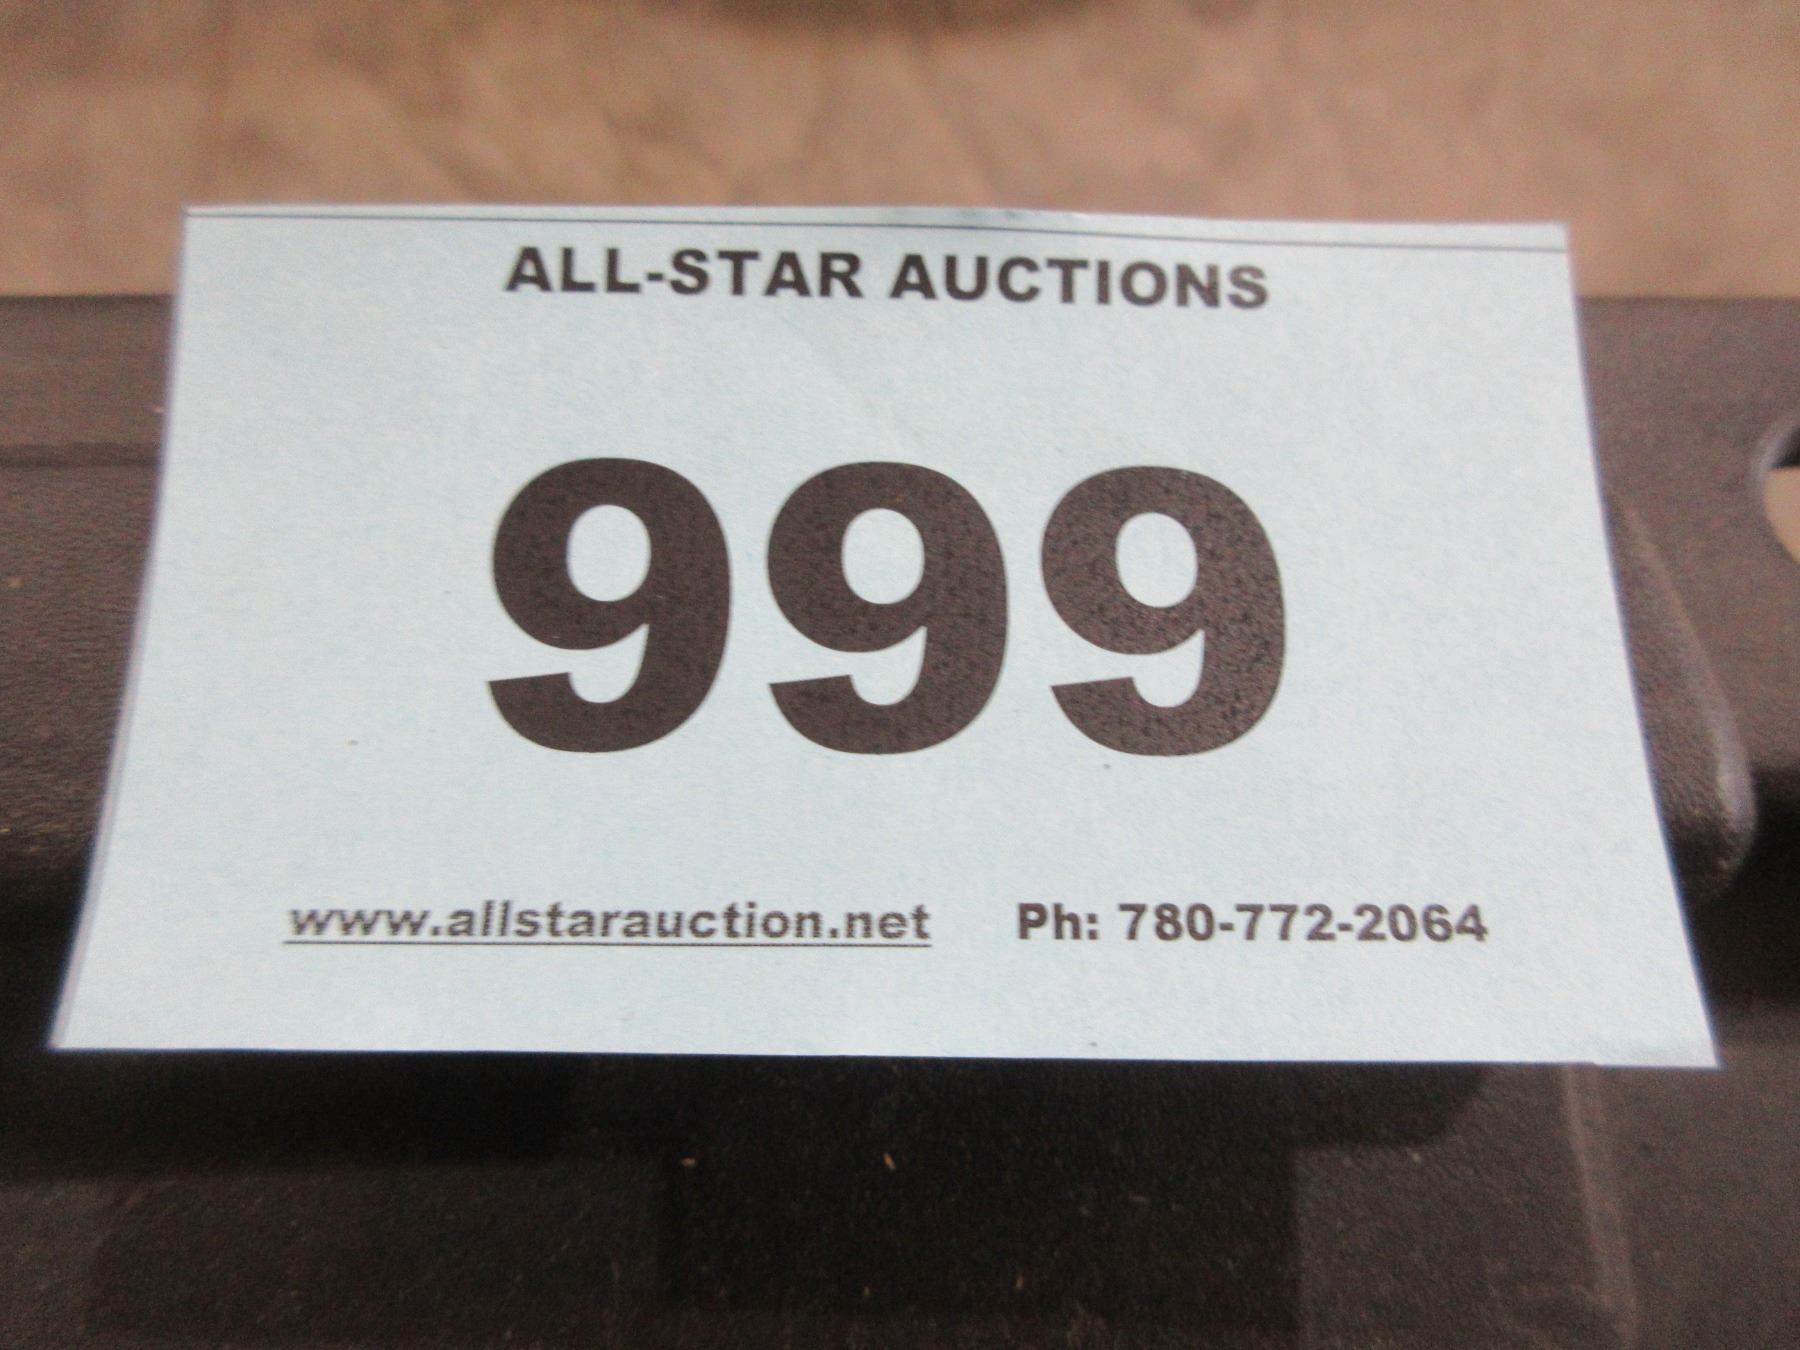 ALL-STAR AUCTIONS
999
www.allstarauction.net Ph: 780-772-2064